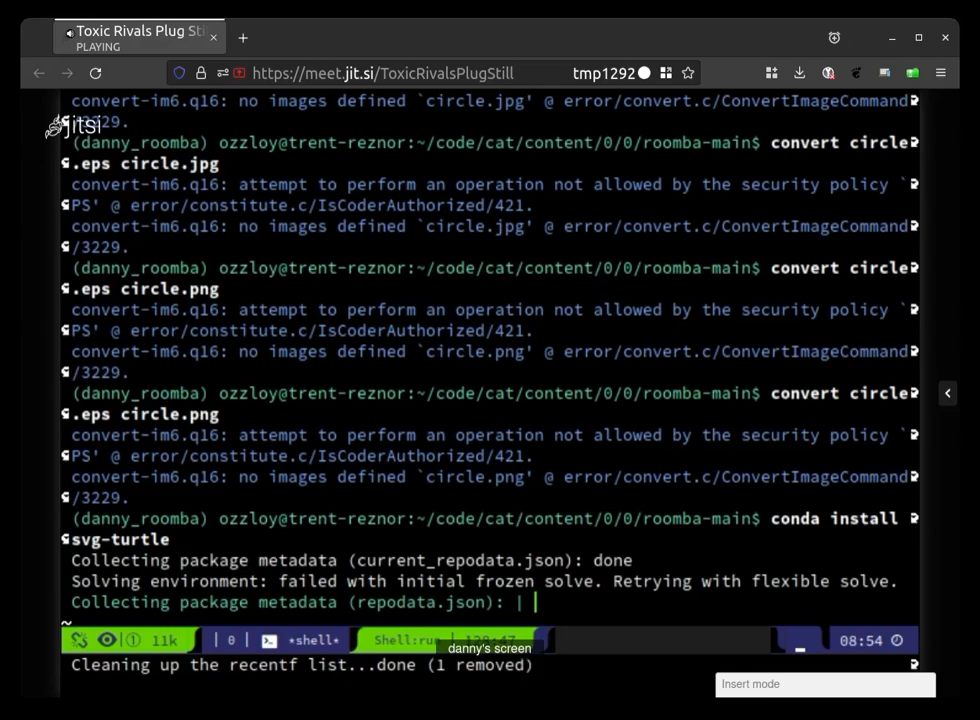 Toxic Rivals Plug Sti
PLAYING
https://meet.jit.si/ToxicRivalsPlugStill
tmp1292
convert-im6.q16: no images defined `circle.jpg' @ error/convert.c/ConvertImageCommand
jitsi
/3229.
(danny_roomba) ozzloy@trent-reznor:~/code/cat/content/0/0/roomba-main$ convert circle
.eps circle.jpg
convert-im6.q16: attempt to perform an operation not allowed by the security policy `
PS' @ error/constitute.c/IsCoderAuthorized/421.
convert-im6.q16: no images defined `circle.jpg' @ error/convert.c/ConvertImageCommand
/3229.
(danny_roomba) ozzloy@trent-reznor:~/code/cat/content/0/0/roomba-main$ convert circle
.eps circle.png
convert-im6.q16: attempt to perform an operation not allowed by the security policy `
PS' @ error/constitute.c/IsCoderAuthorized/421.
convert-im6.q16: no images defined `circle.png' @ error/convert.c/ConvertImageCommand
/3229.
(danny_roomba) ozzloy@trent-reznor:~/code/cat/content/0/0/roomba-main$ convert circle
.eps circle.png
convert-im6.q16: attempt to perform an operation not allowed by the security policy `
PS' @ error/constitute.c/IsCoderAuthorized/421.
convert-im6.q16: no images defined `circle.png' @ error/convert.c/ConvertImageCommand
/3229.
(danny_roomba) ozzloy@trent-reznor:~/code/cat/content/0/0/roomba-main$ conda install
svg-turtle
Collecting package metadata (current_repodata.json): done
Solving environment: failed with initial frozen solve. Retrying with flexible solve.
Collecting package metadata (repodata.json): |
~
1 11k | 0 *shell* Shell:run | 128:47 08:54
danny's screen
Cleaning up the recentf list...done (1 removed)
Insert mode